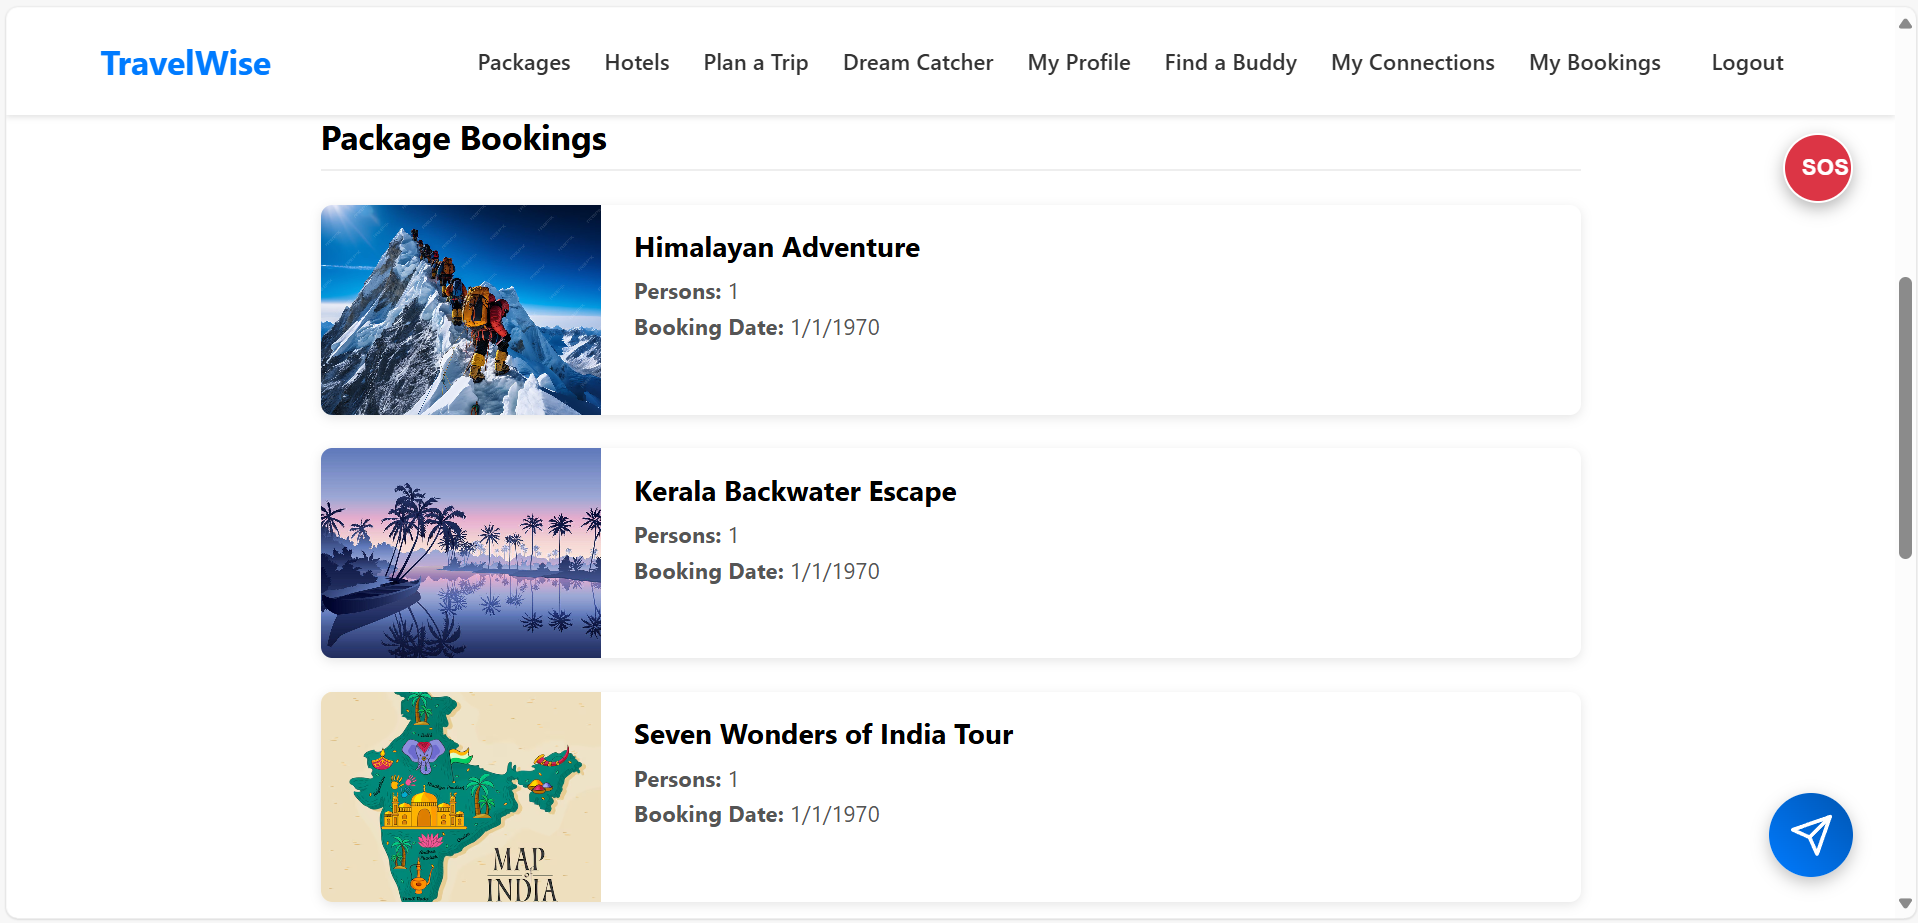 TravelWise
Packages Hotels Plan a Trip Dream Catcher My Profile Find a Buddy My Connections My Bookings Logout
Package Bookings
SOS
Himalayan Adventure
Persons: 1
Booking Date: 1/1/1970
Kerala Backwater Escape
Persons: 1
Booking Date: 1/1/1970
Seven Wonders of India Tour
Persons: 1
Booking Date: 1/1/1970
MAP
of
INDIA